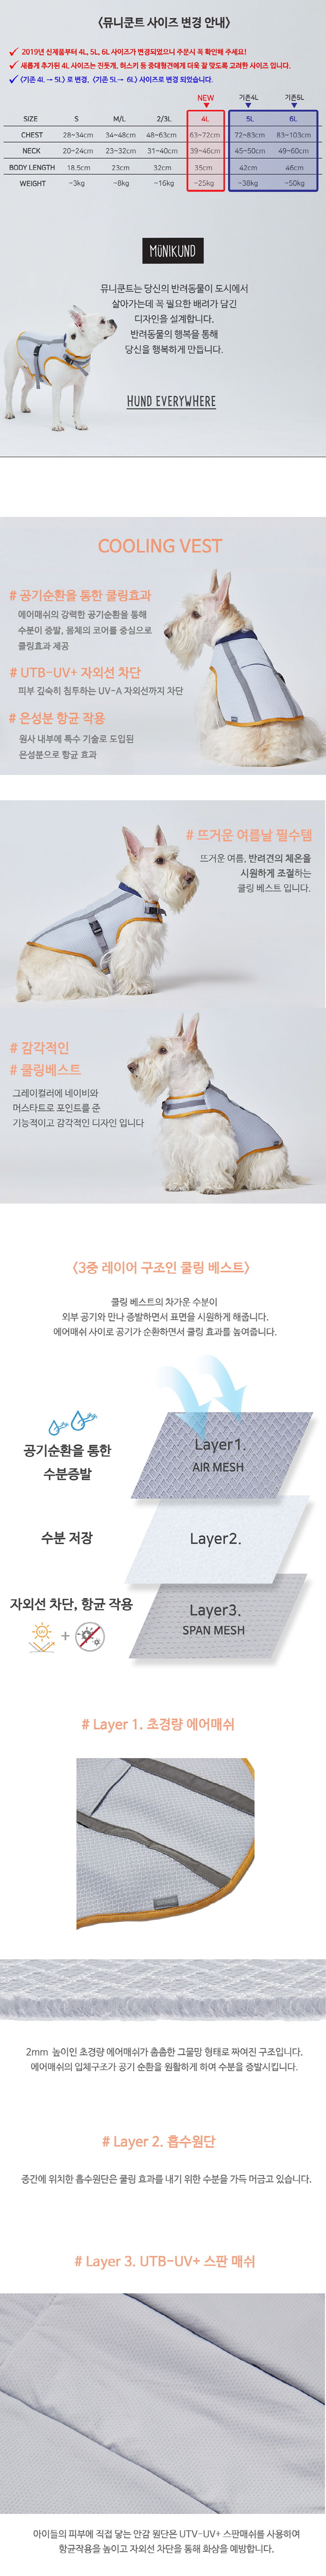 <뮤니쿤트 사이즈 변경 안내>
2019년 신제품부터 4L, 5L, 6L 사이즈가 변경되었으니 주문시 꼭 확인해 주세요!
새롭게 추가된 4L 사이즈는 진돗개, 허스키 등 중대형견에게 더욱 잘 맞도록 고려한 사이즈 입니다.
<기존 4L → 5L> 로 변경, <기존 5L → 6L> 사이즈로 변경 되었습니다.
NEW 기존4L 기존5L
SIZE S M/L 2/3L 4L 5L 6L
CHEST 28~34cm 34~48cm 48~63cm 63~72cm 72~83cm 83~103cm
NECK 20~24cm 23~32cm 31~40cm 39~46cm 45~50cm 49~60cm
BODY LENGTH 18.5cm 23cm 32cm 35cm 42cm 46cm
WEIGHT ~3kg ~8kg ~16kg ~25kg ~38kg ~50kg
MüNIKUND
뮤니쿤트는 당신의 반려동물이 도시에서
살아가는데 꼭 필요한 배려가 담긴
디자인을 설계합니다.
반려동물의 행복을 통해
당신을 행복하게 만듭니다.
HUND EVERYWHERE
COOLING VEST
# 공기순환을 통한 쿨링효과
에어매쉬의 강력한 공기순환을 통해
수분이 증발, 몸체의 코어를 중심으로
쿨링효과 제공
# UTB-UV+ 자외선 차단
피부 깊숙히 침투하는 UV-A 자외선까지 차단
# 은성분 항균 작용
원사 내부에 특수 기술로 도입된
은성분으로 항균 효과
# 뜨거운 여름날 필수템
뜨거운 여름, 반려견의 체온을
시원하게 조절하는
쿨링 베스트 입니다.
# 감각적인
# 쿨링베스트
그레이컬러에 네이비와
머스타드로 포인트를 준
기능적이고 감각적인 디자인 입니다
<3중 레이어 구조인 쿨링 베스트>
쿨링 베스트의 차가운 수분이
외부 공기와 만나 증발하면서 표면을 시원하게 해줍니다.
에어매쉬 사이로 공기가 순환하면서 쿨링 효과를 높여줍니다.
공기순환을 통한
수분증발
Layer1.
AIR MESH
수분 저장
Layer2.
자외선 차단, 항균 작용
UV +
Layer3.
SPAN MESH
# Layer 1. 초경량 에어매쉬
2mm 높이인 초경량 에어매쉬가 촘촘한 그물망 형태로 짜여진 구조입니다.
에어매쉬의 입체구조가 공기 순환을 원활하게 하여 수분을 증발시킵니다.
# Layer 2. 흡수원단
중간에 위치한 흡수원단은 쿨링 효과를 내기 위한 수분을 가득 머금고 있습니다.
# Layer 3. UTB-UV+ 스판 매쉬
아이들의 피부에 직접 닿는 안감 원단은 UTV-UV+ 스판매쉬를 사용하여
항균작용을 높이고 자외선 차단을 통해 화상을 예방합니다.